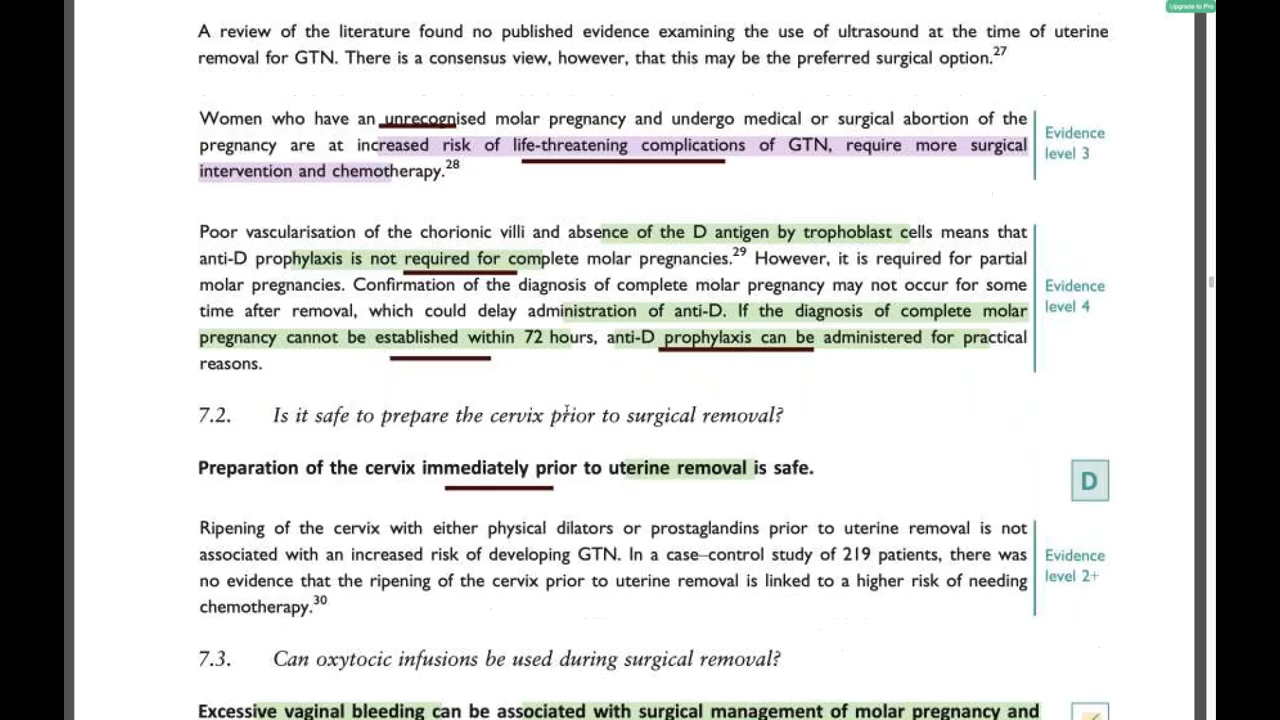 Upgrade to Pro
A review of the literature found no published evidence examining the use of ultrasound at the time of uterine
removal for GTN. There is a consensus view, however, that this may be the preferred surgical option.27
Women who have an unrecognised molar pregnancy and undergo medical or surgical abortion of the
pregnancy are at increased risk of life-threatening complications of GTN, require more surgical
intervention and chemotherapy.28
Evidence
level 3
Poor vascularisation of the chorionic villi and absence of the D antigen by trophoblast cells means that
anti-D prophylaxis is not required for complete molar pregnancies.29 However, it is required for partial
molar pregnancies. Confirmation of the diagnosis of complete molar pregnancy may not occur for some
time after removal, which could delay administration of anti-D. If the diagnosis of complete molar
pregnancy cannot be established within 72 hours, anti-D prophylaxis can be administered for practical
reasons.
Evidence
level 4
7.2. Is it safe to prepare the cervix prior to surgical removal?
Preparation of the cervix immediately prior to uterine removal is safe.
D
Ripening of the cervix with either physical dilators or prostaglandins prior to uterine removal is not
associated with an increased risk of developing GTN. In a case–control study of 219 patients, there was
no evidence that the ripening of the cervix prior to uterine removal is linked to a higher risk of needing
chemotherapy.30
Evidence
level 2+
7.3. Can oxytocic infusions be used during surgical removal?
Excessive vaginal bleeding can be associated with surgical management of molar pregnancy and